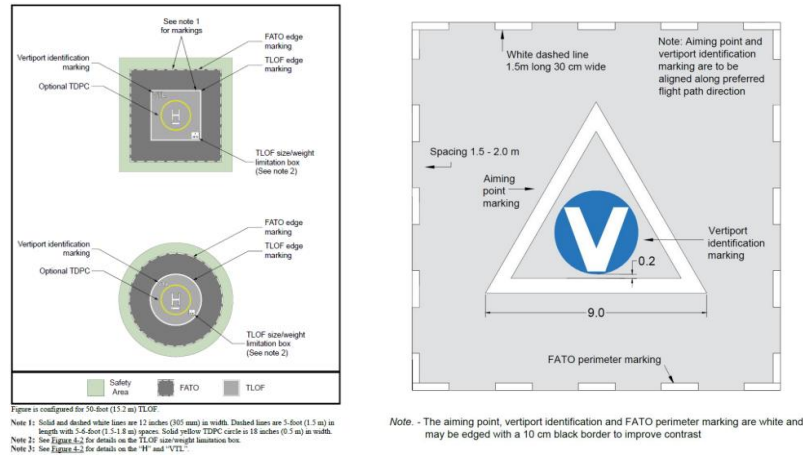 See note 1
for markings
FATO edge
marking
Vertiport identification
marking
TLOF edge
marking
Optional TDPC
H
TLOF size/weight
limitation box
(See note 2)
FATO edge
marking
Vertiport identification
marking
TLOF edge
marking
Optional TDPC
H
TLOF size/weight
limitation box
(See note 2)
Safety
Area
FATO
TLOF
Figure is configured for 50-foot (15.2 m) TLOF.
Note 1: Solid and dashed white lines are 12 inches (305 mm) in width. Dashed lines are 5-foot (1.5 m) in
length with 5-6-foot (1.5-1.8 m) spaces. Solid yellow TDPC circle is 18 inches (0.5 m) in width.
Note 2: See Figure 4-2 for details on the TLOF size/weight limitation box.
Note 3: See Figure 4-2 for details on the "H" and "VTL".
White dashed line
1.5m long 30 cm wide
Note: Aiming point and
vertiport identification
marking are to be
aligned along preferred
flight path direction
Spacing 1.5 - 2.0 m
Aiming
point
marking
V
Vertiport
identification
marking
0.2
9.0
FATO perimeter marking
Note. - The aiming point, vertiport identification and FATO perimeter marking are white and
may be edged with a 10 cm black border to improve contrast